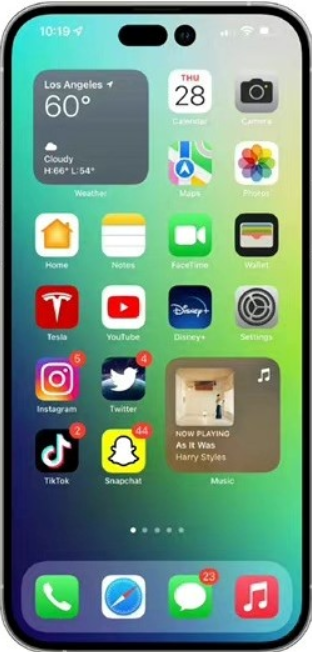 10:19
Los Angeles
60°
Cloudy
H:66° L:54°
Weather
THU
28
Calendar
Camera
Maps
Photos
Home
Notes
FaceTime
Wallet
Tesla
YouTube
Disney+
Disney+
Settings
5
Instagram
4
Twitter
NOW PLAYING
As It Was
Harry Styles
Music
2
TikTok
44
Snapchat
23